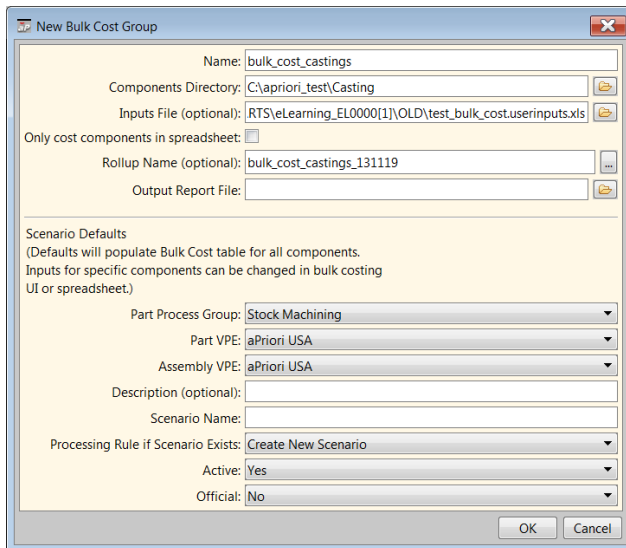 aP New Bulk Cost Group
Name: bulk_cost_castings
Components Directory: C:\apriori_test\Casting
Inputs File (optional): .RTS\eLearning_EL0000[1]\OLD\test_bulk_cost.userinputs.xls
Only cost components in spreadsheet:
Rollup Name (optional): bulk_cost_castings_131119 ...
Output Report File:
Scenario Defaults
(Defaults will populate Bulk Cost table for all components.
Inputs for specific components can be changed in bulk costing
UI or spreadsheet.)
Part Process Group: Stock Machining
Part VPE: aPriori USA
Assembly VPE: aPriori USA
Description (optional):
Scenario Name:
Processing Rule if Scenario Exists: Create New Scenario
Active: Yes
Official: No
OK Cancel